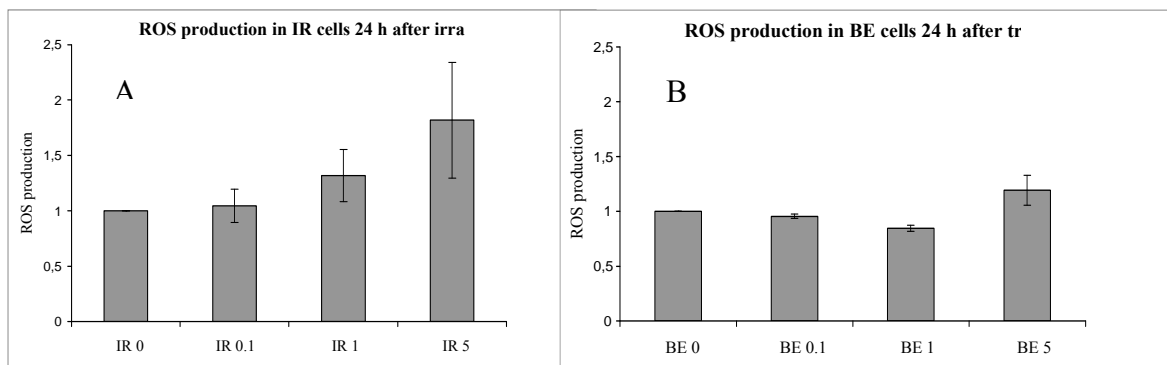 ROS production in IR cells 24 h after irra
A
ROS production
2,5
2
1,5
1
0,5
0
IR 0 IR 0.1 IR 1 IR 5
ROS production in BE cells 24 h after tr
B
ROS production
2,5
2
1,5
1
0,5
0
BE 0 BE 0.1 BE 1 BE 5